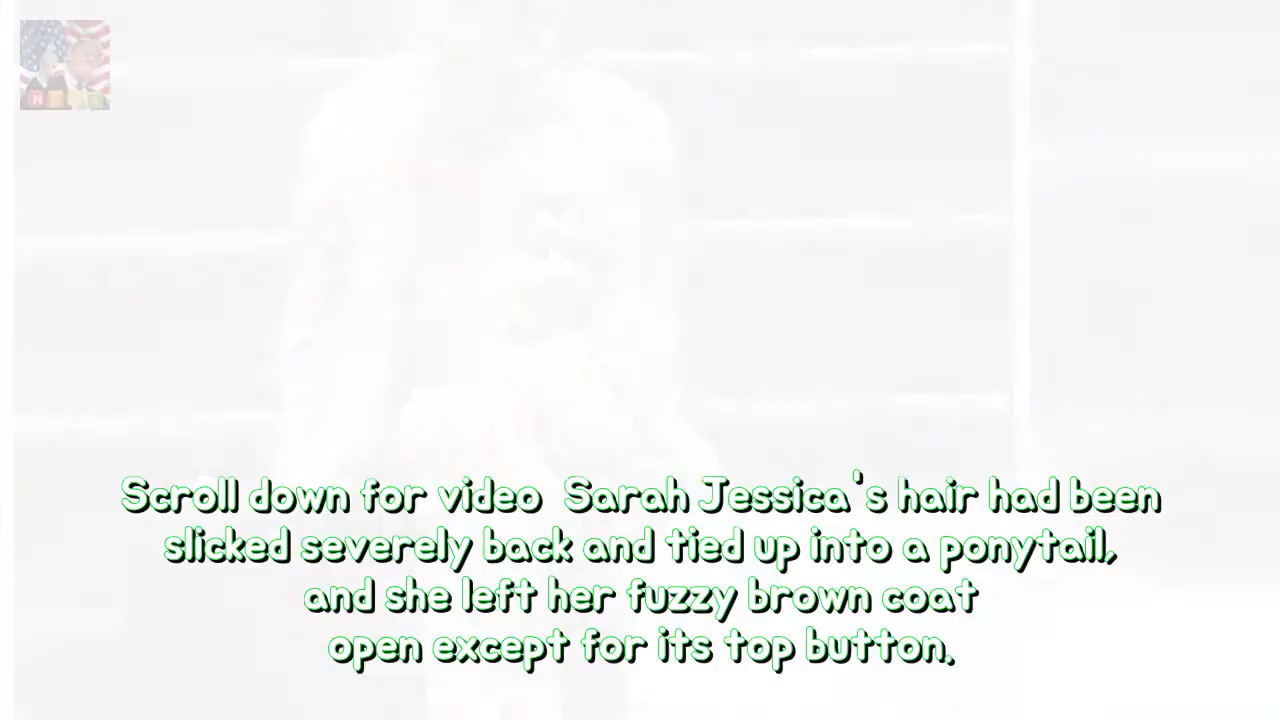 Scroll down for video  Sarah Jessica's hair had been
slicked severely back and tied up into a ponytail,
and she left her fuzzy brown coat
open except for its top button.